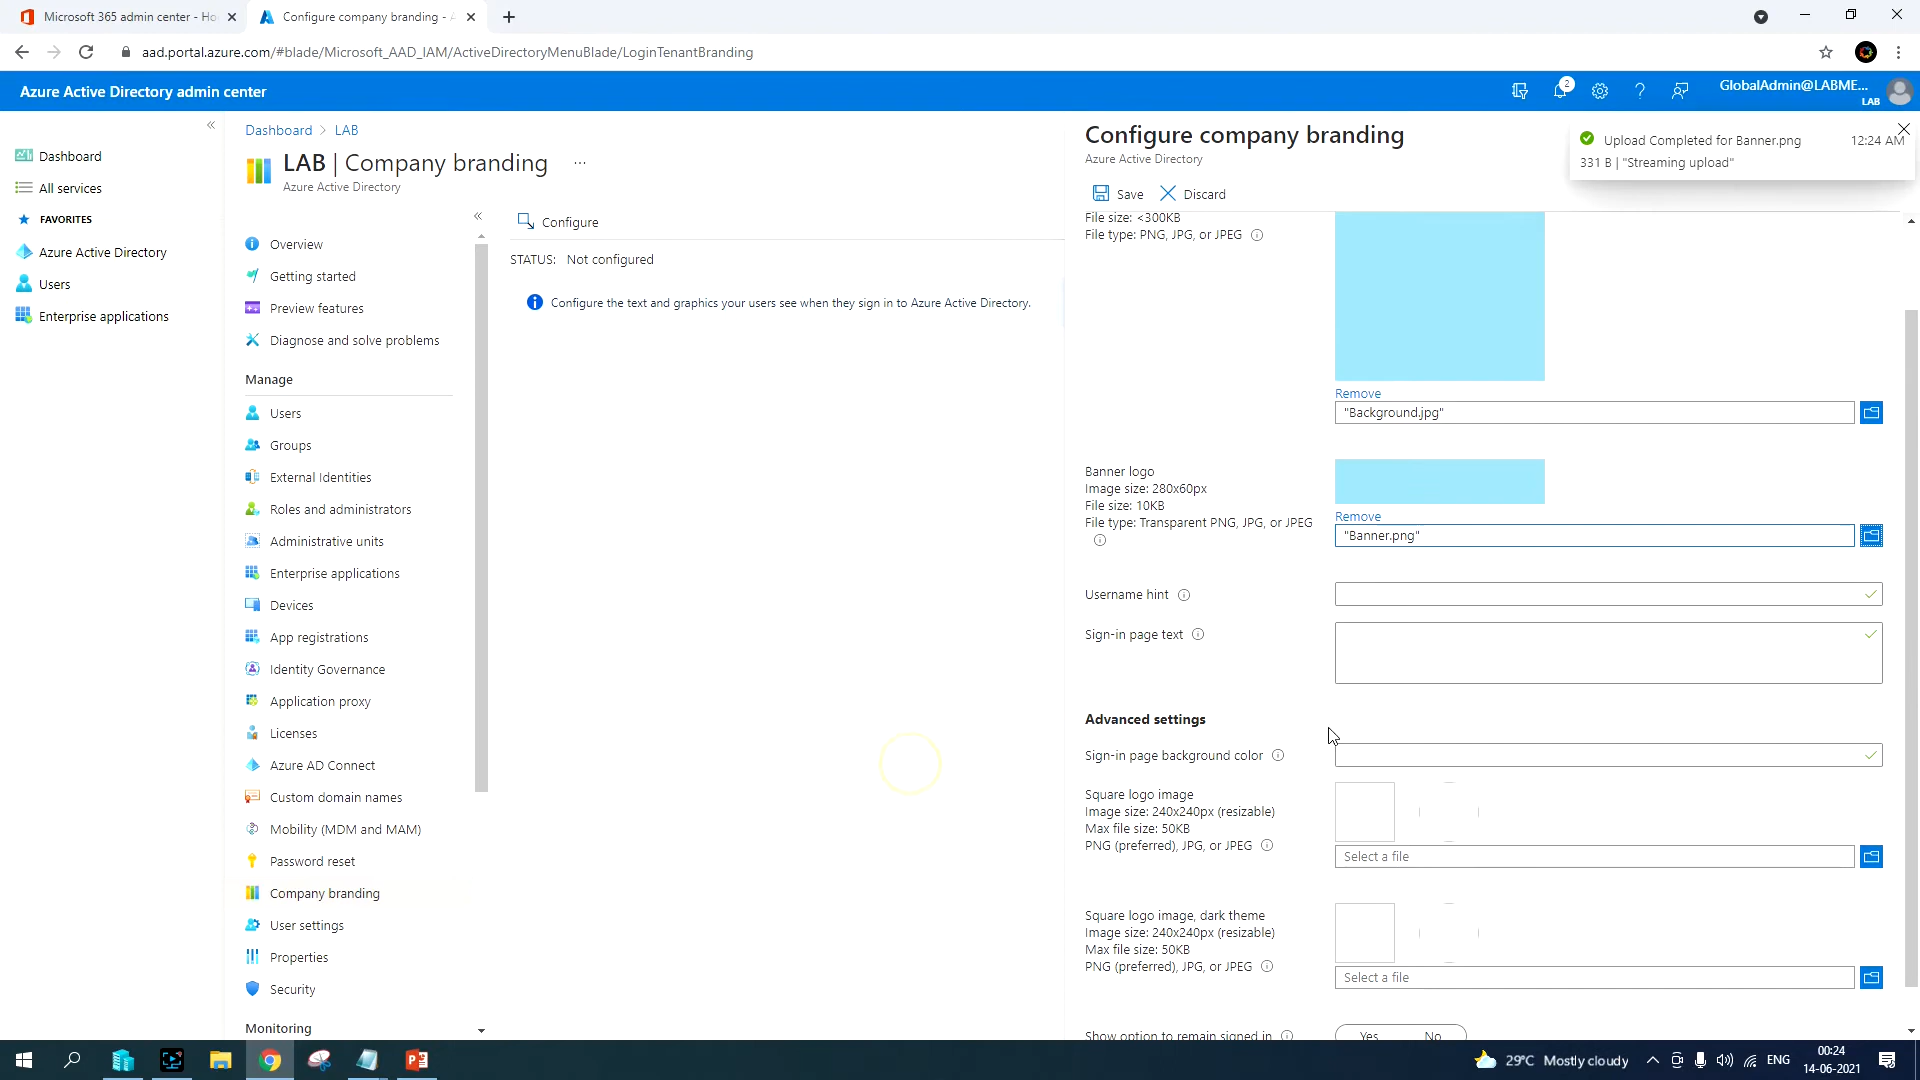 Microsoft 365 admin center - Ho
Configure company branding - A
aad.portal.azure.com/#blade/Microsoft_AAD_IAM/ActiveDirectoryMenuBlade/LoginTenantBranding
Azure Active Directory admin center
2
GlobalAdmin@LABME...
LAB
Dashboard
All services
FAVORITES
Azure Active Directory
Users
Enterprise applications
Dashboard > LAB
LAB | Company branding ...
Azure Active Directory
Overview
Getting started
Preview features
Diagnose and solve problems
Manage
Users
Groups
External Identities
Roles and administrators
Administrative units
Enterprise applications
Devices
App registrations
Identity Governance
Application proxy
Licenses
Azure AD Connect
Custom domain names
Mobility (MDM and MAM)
Password reset
Company branding
User settings
Properties
Security
Monitoring
Configure
STATUS: Not configured
Configure the text and graphics your users see when they sign in to Azure Active Directory.
Configure company branding
Azure Active Directory
Upload Completed for Banner.png 12:24 AM
331 B | "Streaming upload"
Save Discard
File size: <300KB
File type: PNG, JPG, or JPEG
Remove
"Background.jpg"
Banner logo
Image size: 280x60px
File size: 10KB
File type: Transparent PNG, JPG, or JPEG
Remove
"Banner.png"
Username hint
Sign-in page text
Advanced settings
Sign-in page background color
Square logo image
Image size: 240x240px (resizable)
Max file size: 50KB
PNG (preferred), JPG, or JPEG
Select a file
Square logo image, dark theme
Image size: 240x240px (resizable)
Max file size: 50KB
PNG (preferred), JPG, or JPEG
Select a file
Show option to remain signed in
Yes No
29°C Mostly cloudy
ENG
00:24
14-06-2021